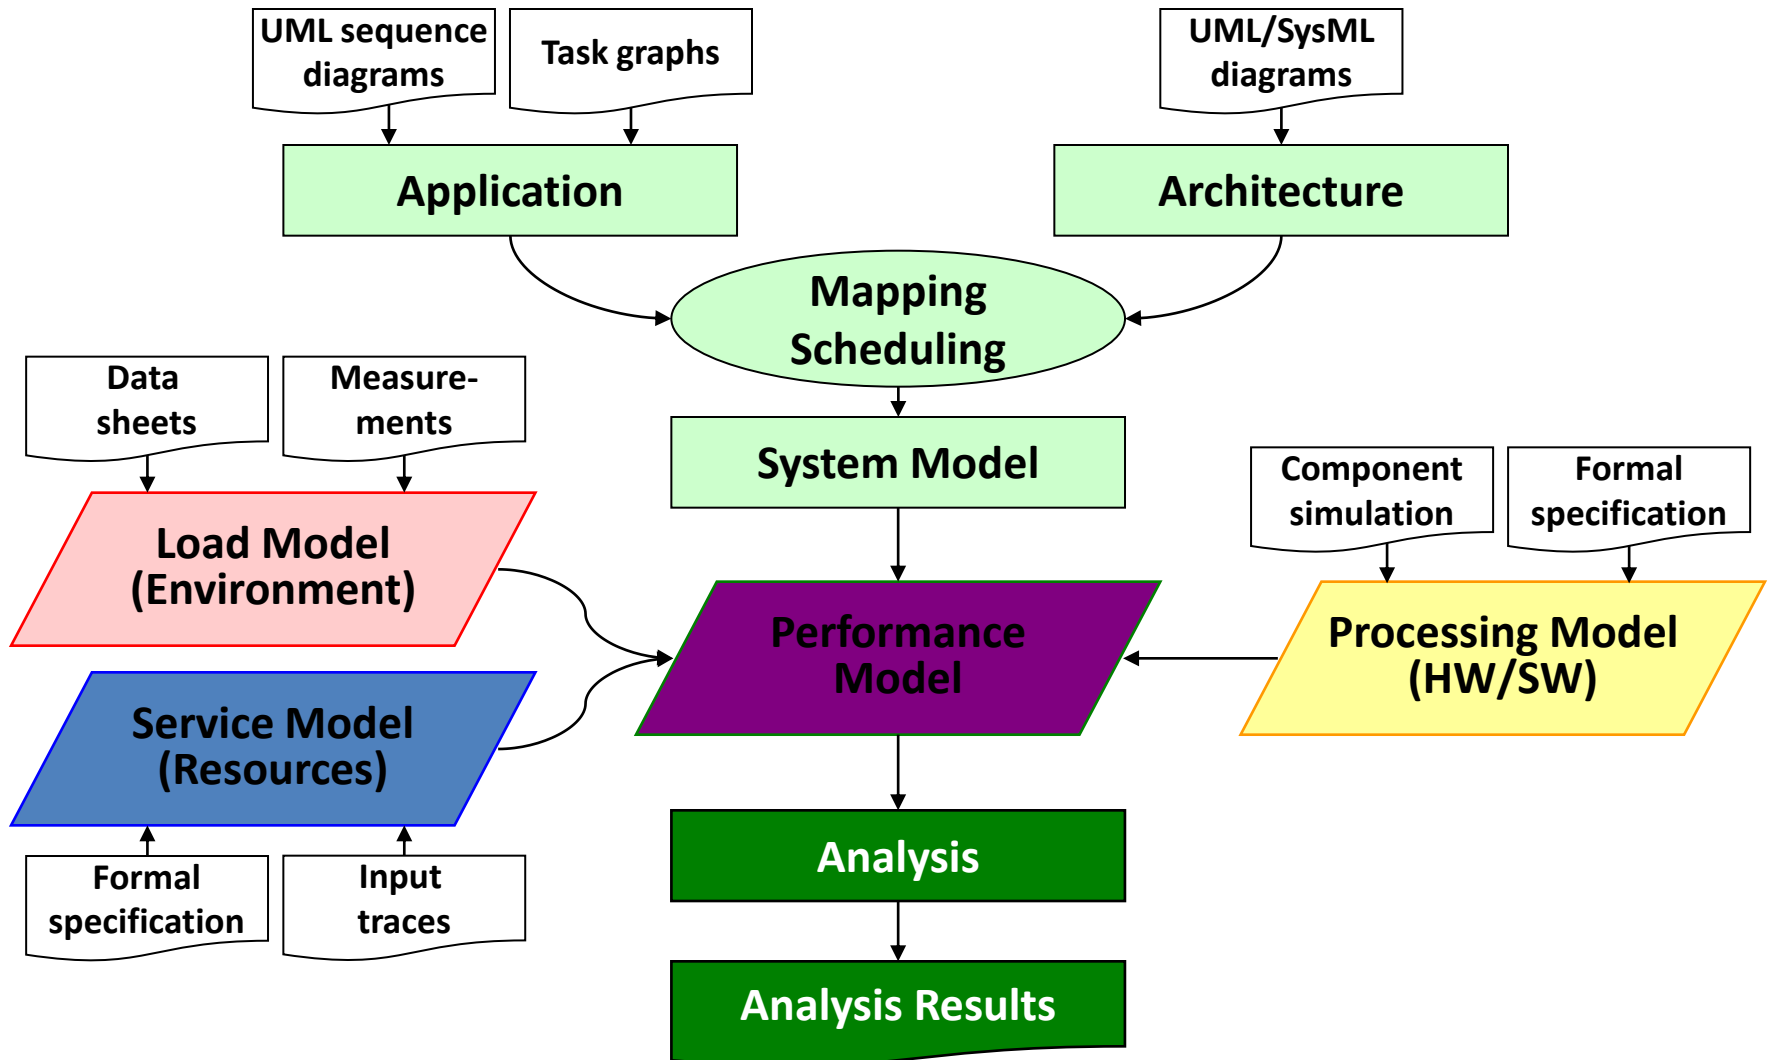 UML sequence
diagrams
Task graphs
UML/SysML
diagrams
Application
Architecture
Mapping
Scheduling
Data
sheets
Measure-
ments
System Model
Component
simulation
Formal
specification
Load Model
(Environment)
Performance
Model
Processing Model
(HW/SW)
Service Model
(Resources)
Formal
specification
Input
traces
Analysis
Analysis Results